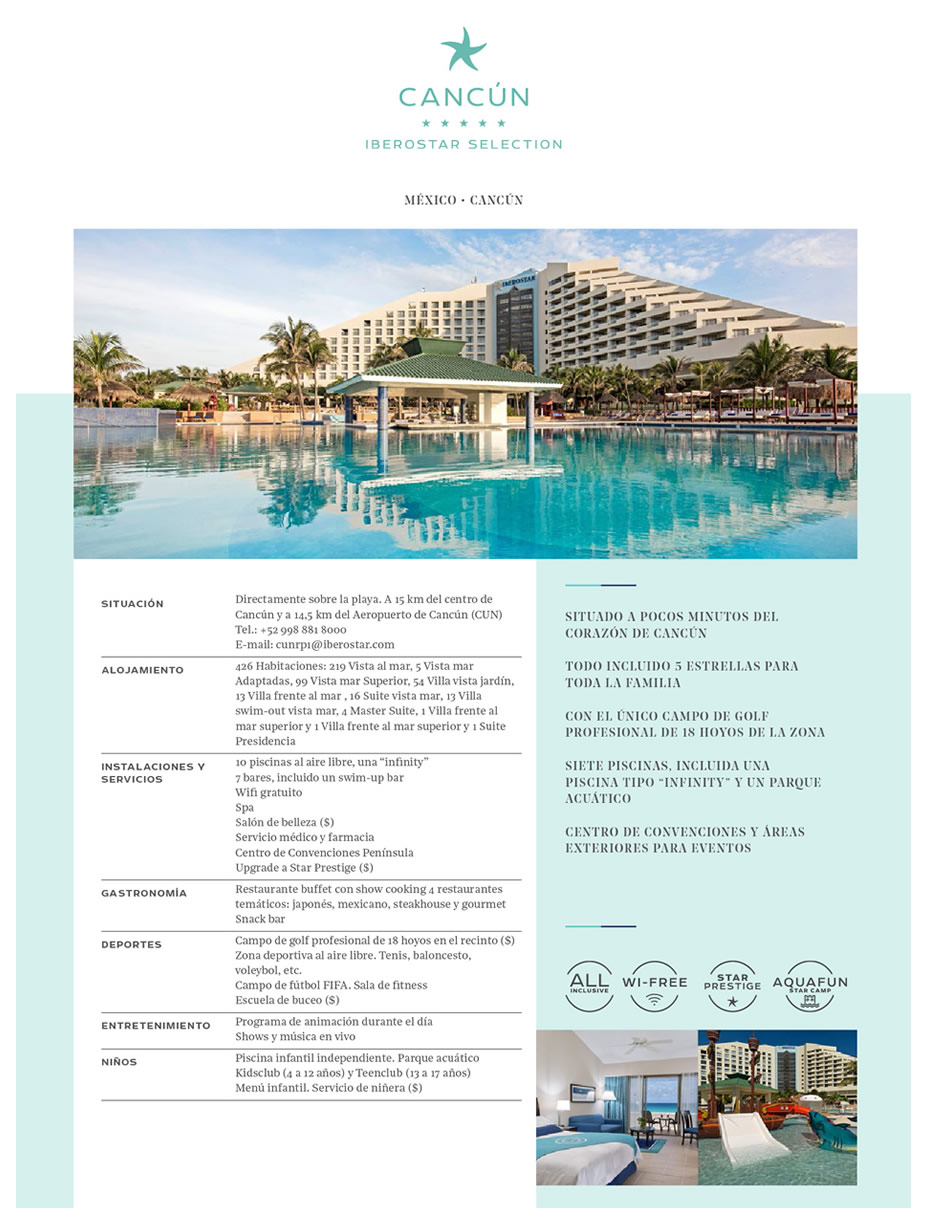 CANCÚN
★ ★ ★ ★ ★
IBEROSTAR SELECTION
MÉXICO • CANCÚN
IBEROSTAR
SITUACIÓN
Directamente sobre la playa. A 15 km del centro de
Cancún y a 14,5 km del Aeropuerto de Cancún (CUN)
Tel.: +52 998 881 8000
E-mail: cunrp1@iberostar.com
ALOJAMIENTO
426 Habitaciones: 219 Vista al mar, 5 Vista mar
Adaptadas, 99 Vista mar Superior, 54 Villa vista jardín,
13 Villa frente al mar , 16 Suite vista mar, 13 Villa
swim-out vista mar, 4 Master Suite, 1 Villa frente al
mar superior y 1 Villa frente al mar superior y 1 Suite
Presidencia
INSTALACIONES Y
SERVICIOS
10 piscinas al aire libre, una “infinity”
7 bares, incluido un swim-up bar
Wifi gratuito
Spa
Salón de belleza ($)
Servicio médico y farmacia
Centro de Convenciones Península
Upgrade a Star Prestige ($)
GASTRONOMÍA
Restaurante buffet con show cooking 4 restaurantes
temáticos: japonés, mexicano, steakhouse y gourmet
Snack bar
DEPORTES
Campo de golf profesional de 18 hoyos en el recinto ($)
Zona deportiva al aire libre. Tenis, baloncesto,
voleybol, etc.
Campo de fútbol FIFA. Sala de fitness
Escuela de buceo ($)
ENTRETENIMIENTO
Programa de animación durante el día
Shows y música en vivo
NIÑOS
Piscina infantil independiente. Parque acuático
Kidsclub (4 a 12 años) y Teenclub (13 a 17 años)
Menú infantil. Servicio de niñera ($)
SITUADO A POCOS MINUTOS DEL
CORAZÓN DE CANCÚN
TODO INCLUIDO 5 ESTRELLAS PARA
TODA LA FAMILIA
CON EL ÚNICO CAMPO DE GOLF
PROFESIONAL DE 18 HOYOS DE LA ZONA
SIETE PISCINAS, INCLUIDA UNA
PISCINA TIPO “INFINITY” Y UN PARQUE
ACUÁTICO
CENTRO DE CONVENCIONES Y ÁREAS
EXTERIORES PARA EVENTOS
ALL
INCLUSIVE
WI-FREE
STAR
PRESTIGE
AQUAFUN
STAR CAMP